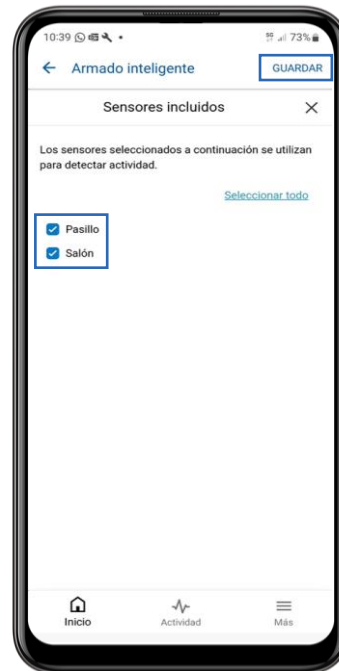 10:39 73%
Armado inteligente GUARDAR
Sensores incluidos
Los sensores seleccionados a continuación se utilizan
para detectar actividad.
Seleccionar todo
Pasillo
Salón
Inicio Actividad Más